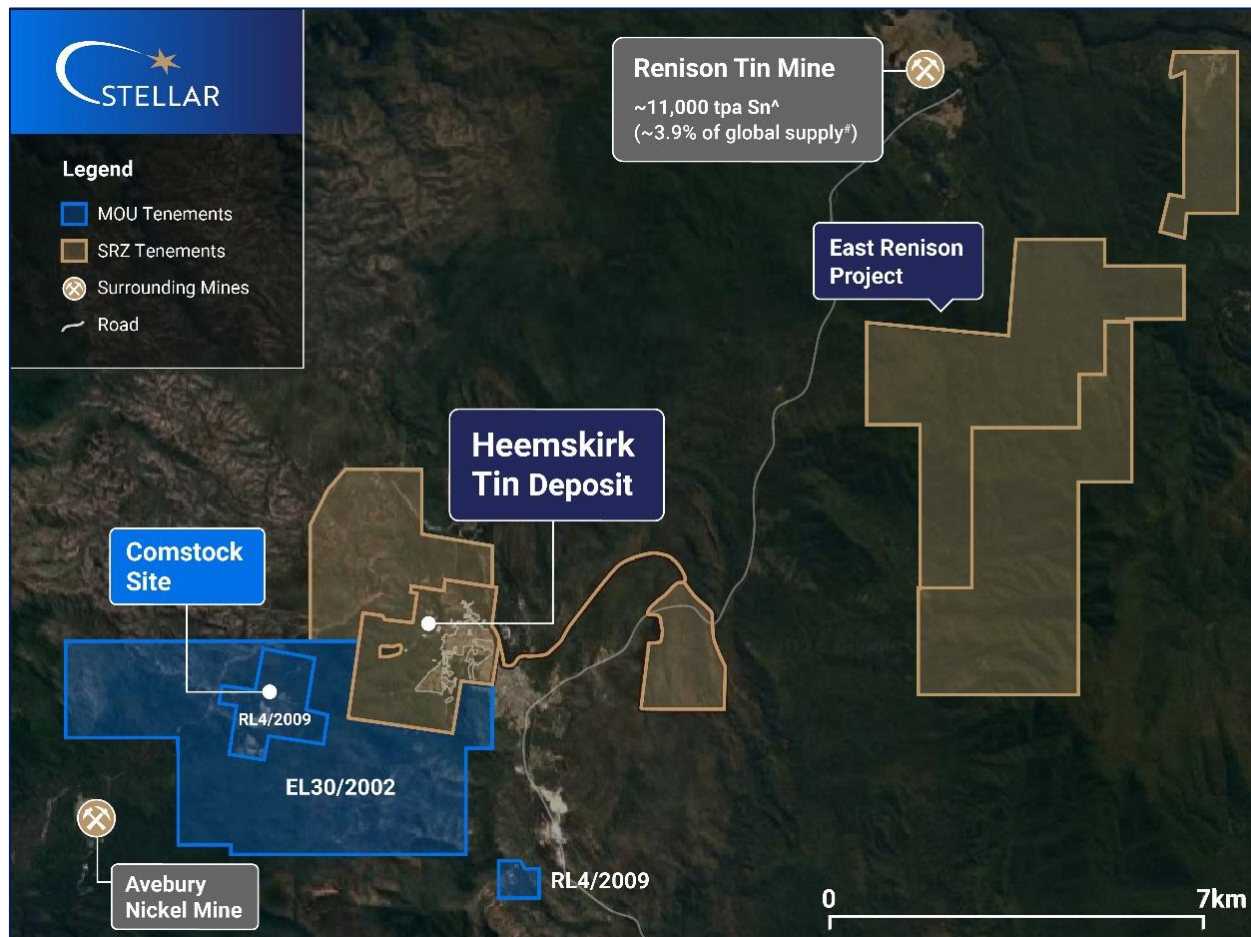 STELLAR
Legend
MOU Tenements
SRZ Tenements
Surrounding Mines
Road
Renison Tin Mine
~11,000 tpa Sn^
(~3.9% of global supply#)
East Renison
Project
Heemskirk
Tin Deposit
Comstock
Site
RL4/2009
EL30/2002
Avebury
Nickel Mine
RL4/2009
0
7km